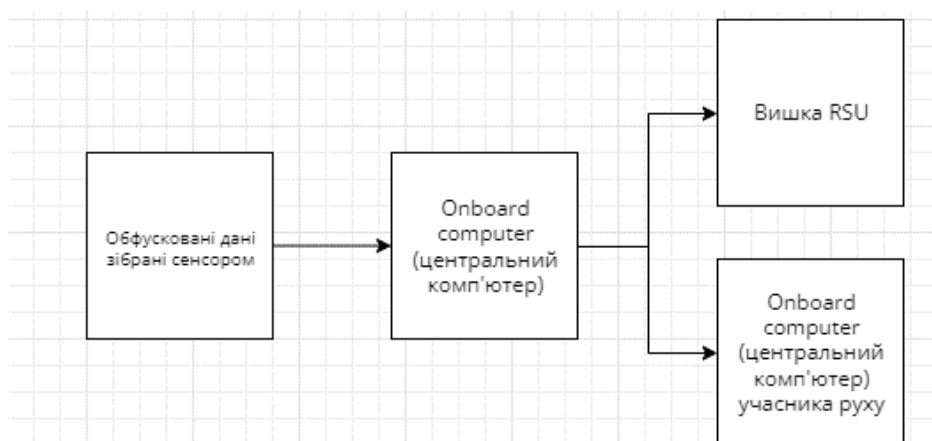 Обфусковані дані
зібрані сенсором
Onboard
computer
(центральний
комп'ютер)
Вишка RSU
Onboard
computer
(центральний
комп'ютер)
учасника руху